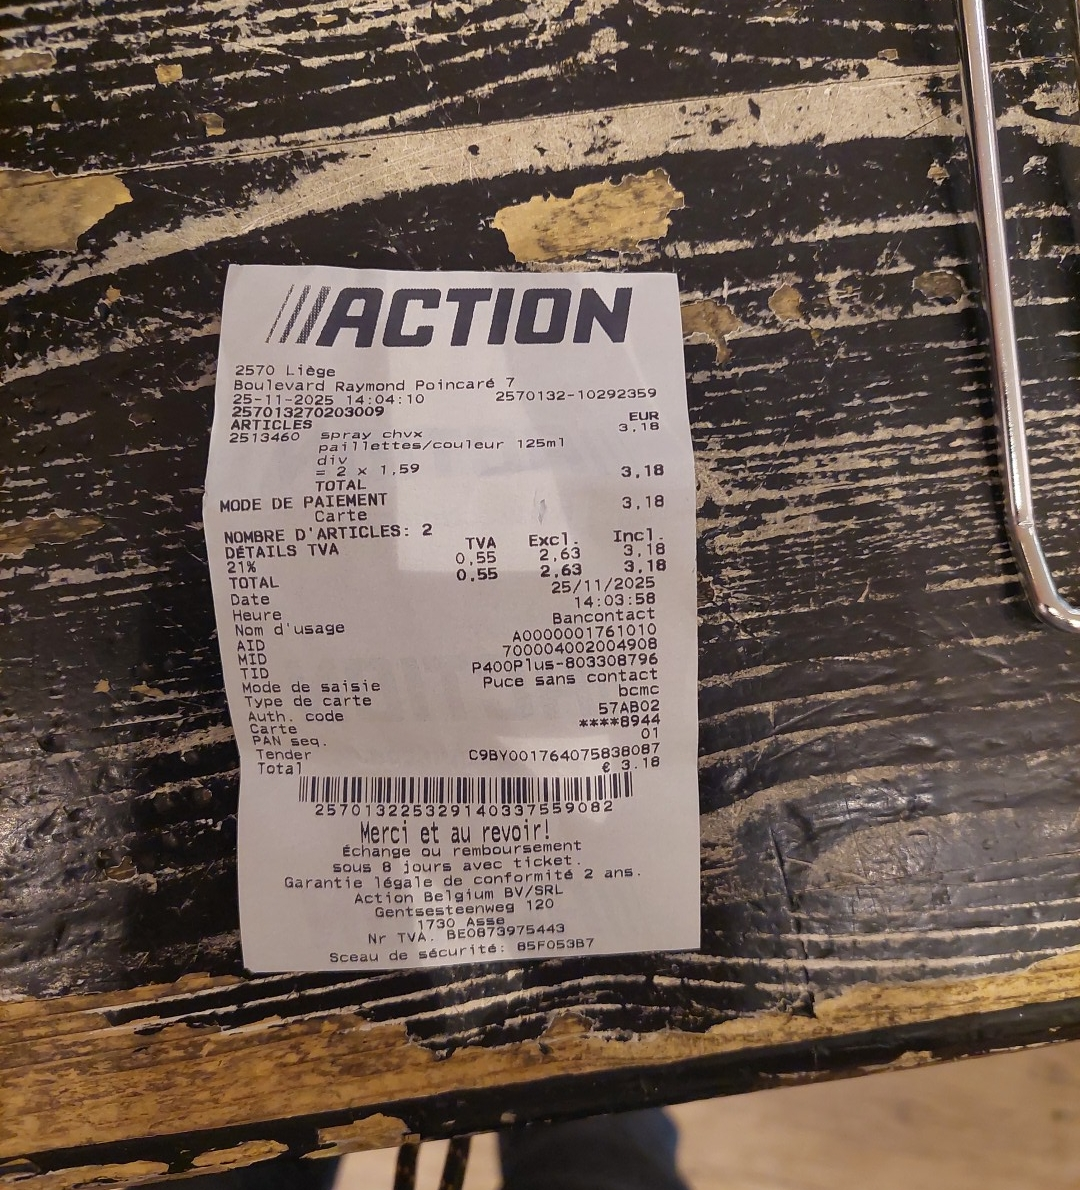 ACTION
2570 Liège
Boulevard Raymond Poincaré 7
25-11-2025 14:04:10 2570132-10292359
257013270203009
ARTICLES EUR
2513460 spray chvx 3,18
paillettes/couleur 125ml
div
= 2 x 1,59
TOTAL 3,18
MODE DE PAIEMENT
Carte 3,18
NOMBRE D'ARTICLES: 2
DÉTAILS TVA TVA Excl. Incl.
21% 0,55 2,63 3,18
TOTAL 0,55 2,63 3,18
Date 25/11/2025
Heure 14:03:58
Nom d'usage Bancontact
AID A0000001761010
MID 700004002004908
TID P400Plus-803308796
Mode de saisie Puce sans contact
Type de carte bcmc
Auth. code 57AB02
Carte ****8944
PAN seq. 01
Tender C9BY001764075838087
Total € 3.18
2570132253291403375590​82
Merci et au revoir!
Échange ou remboursement
sous 8 jours avec ticket.
Garantie légale de conformité 2 ans.
Action Belgium BV/SRL
Gentsesteenweg 120
1730 Asse
Nr TVA. BE0873975443
Sceau de sécurité: 85F053B7